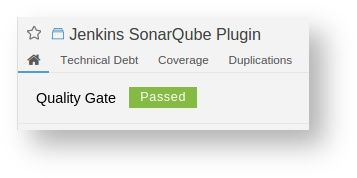 Jenkins SonarQube Plugin
Technical Debt Coverage Duplications
Quality Gate Passed